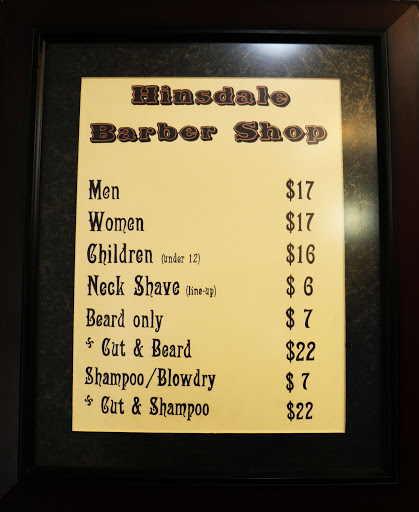 Hinsdale
Barber Shop
Men $17
Women $17
Children (under 12) $16
Neck Shave (line-up) $ 6
Beard only $ 7
* Cut & Beard $22
Shampoo/Blowdry $ 7
* Cut & Shampoo $22